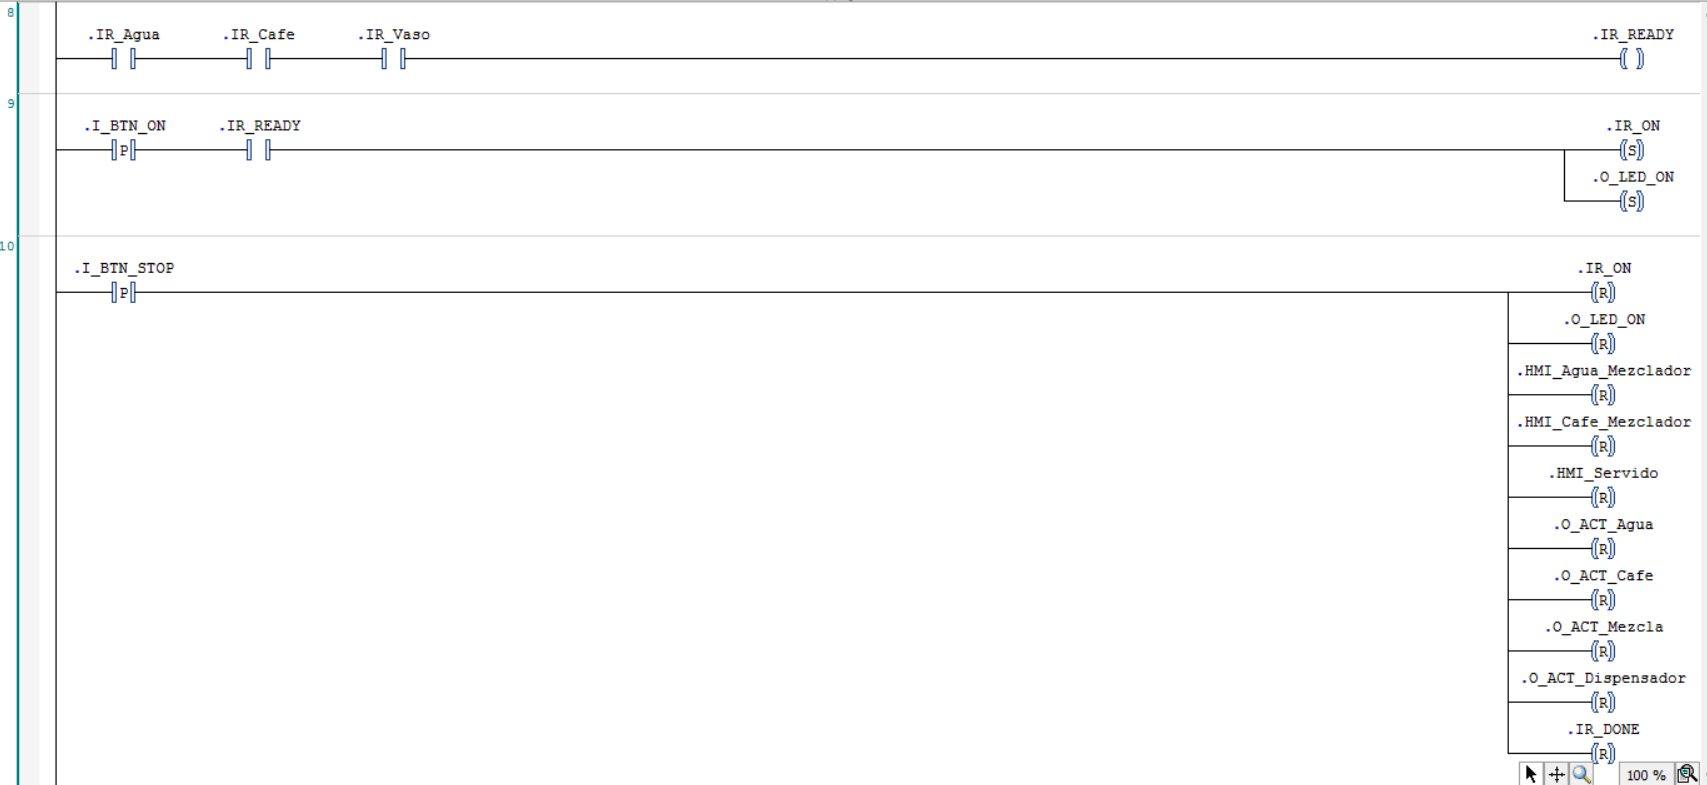 8
.IR_Agua .IR_Cafe .IR_Vaso .IR_READY
9
.I_BTN_ON .IR_READY .IR_ON
P S
.O_LED_ON
S
10
.I_BTN_STOP .IR_ON
P R
.O_LED_ON
R
.HMI_Agua_Mezclador
R
.HMI_Cafe_Mezclador
R
.HMI_Servido
R
.O_ACT_Agua
R
.O_ACT_Cafe
R
.O_ACT_Mezcla
R
.O_ACT_Dispensador
R
.IR_DONE
R
100 %